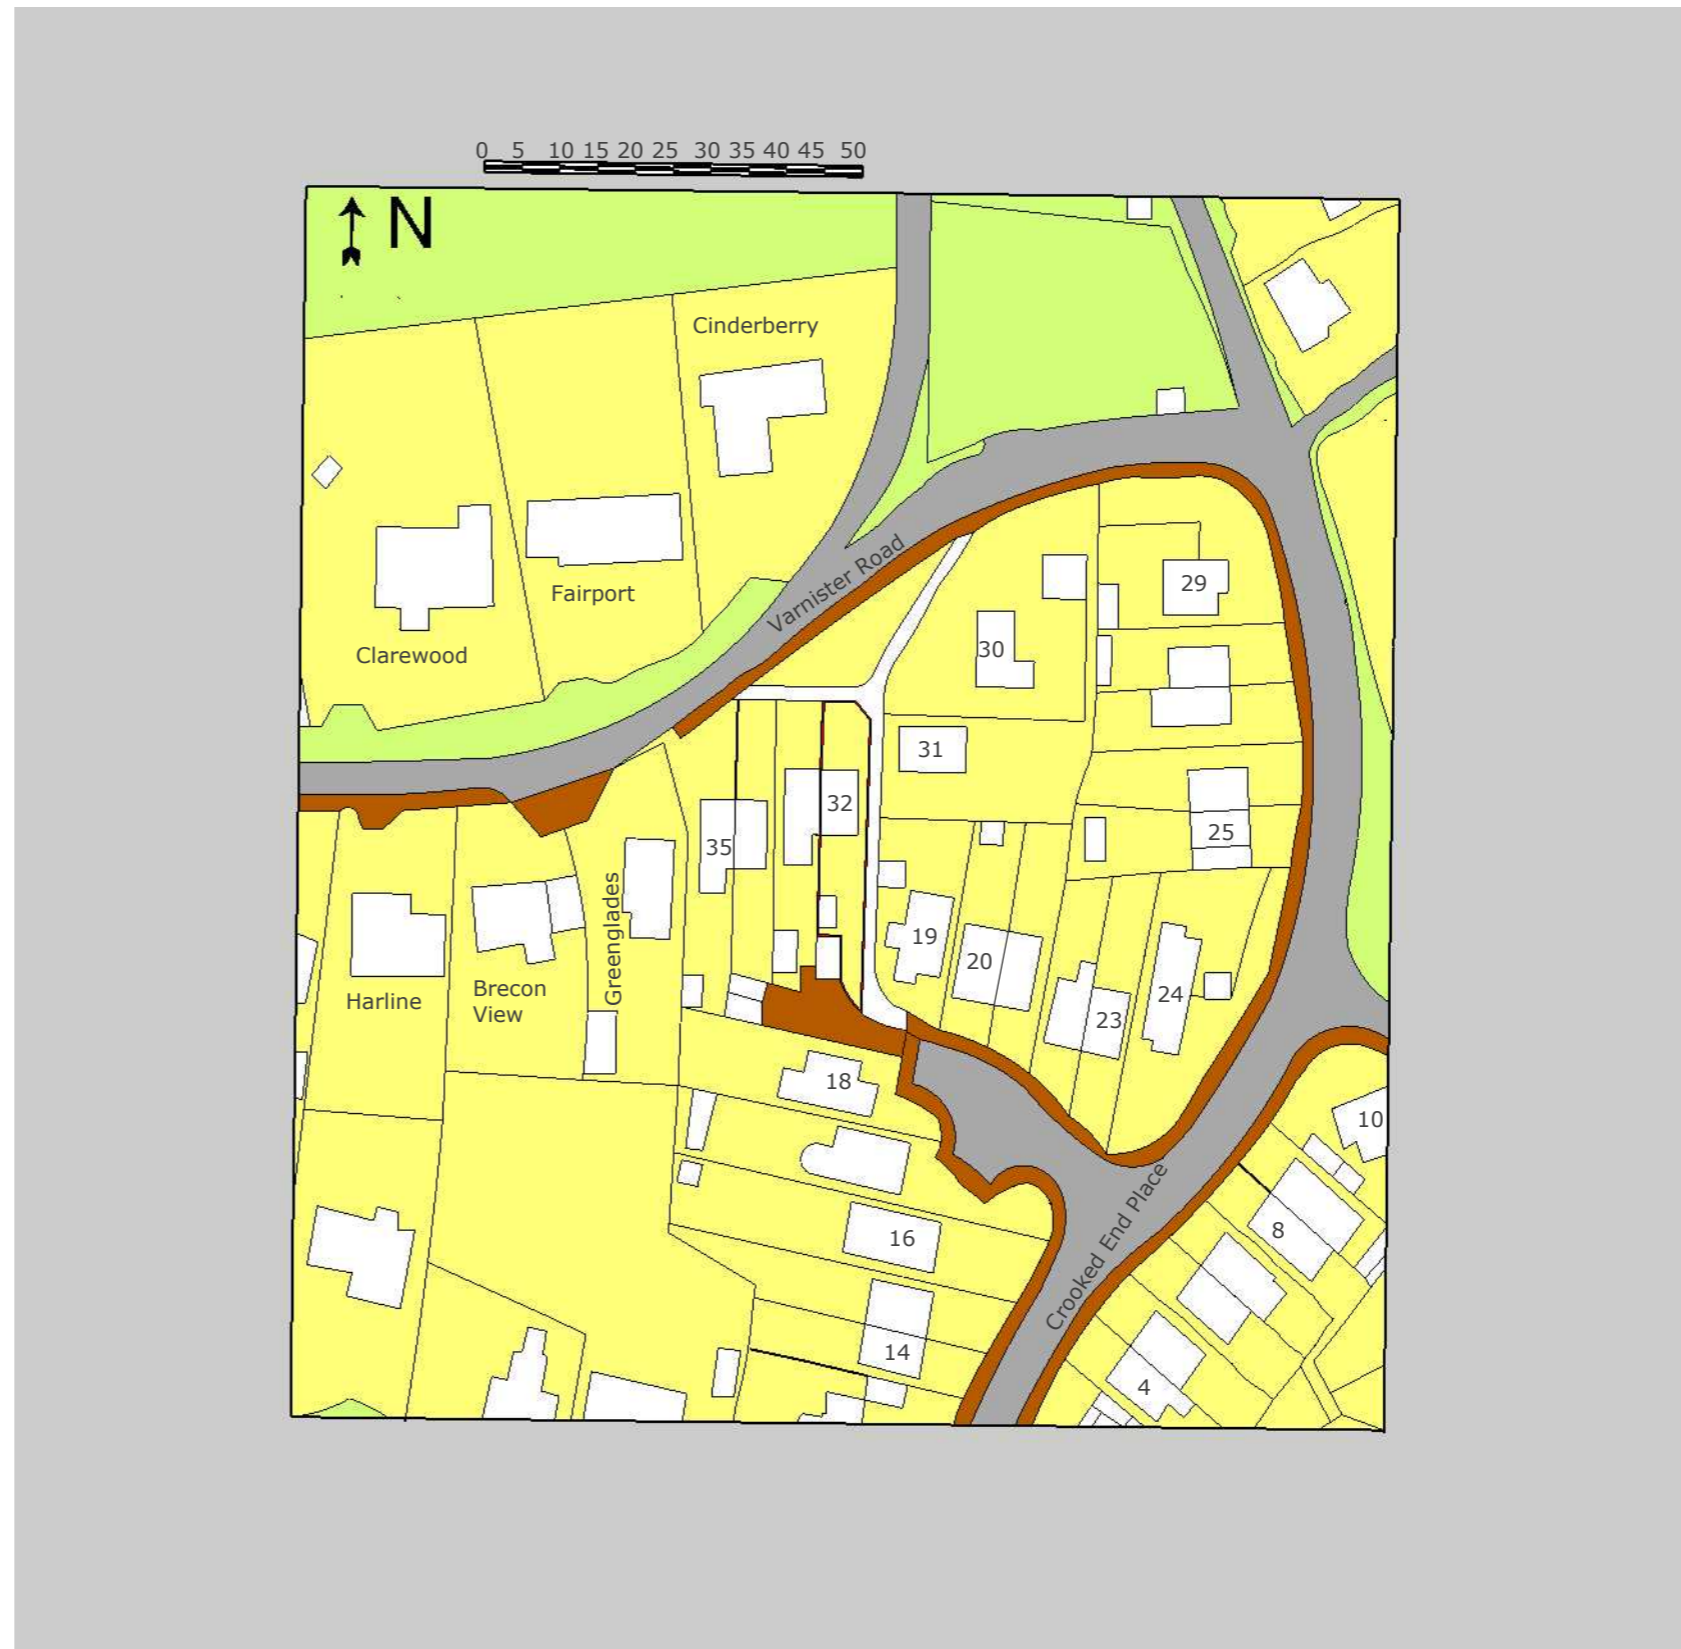 0 5 10 15 20 25 30 35 40 45 50
N
Cinderberry
29
Varnister Road
Fairport
30
Clarewood
31
32
25
35
Greenglades
19
20
24
Harline
Brecon
View
23
18
10
16
8
Crooked End Place
14
4